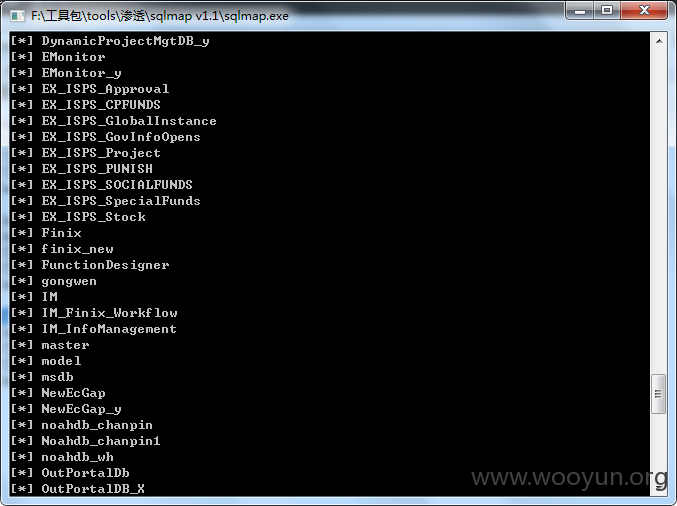 F:\工具包\tools\渗透\sqlmap v1.1\sqlmap.exe
[*] DynamicProjectMgtDB_y
[*] EMonitor
[*] EMonitor_y
[*] EX_ISPS_Approval
[*] EX_ISPS_CPFUNDS
[*] EX_ISPS_GlobalInstance
[*] EX_ISPS_GovInfoOpens
[*] EX_ISPS_Project
[*] EX_ISPS_PUNISH
[*] EX_ISPS_SOCIALFUNDS
[*] EX_ISPS_SpecialFunds
[*] EX_ISPS_Stock
[*] Finix
[*] finix_new
[*] FunctionDesigner
[*] gongwen
[*] IM
[*] IM_Finix_Workflow
[*] IM_InfoManagement
[*] master
[*] model
[*] msdb
[*] NewEcGap
[*] NewEcGap_y
[*] noahdb_chanpin
[*] Noahdb_chanpin1
[*] noahdb_wh
[*] OutPortalDb
[*] OutPortalDB_X
www.wooyun.org